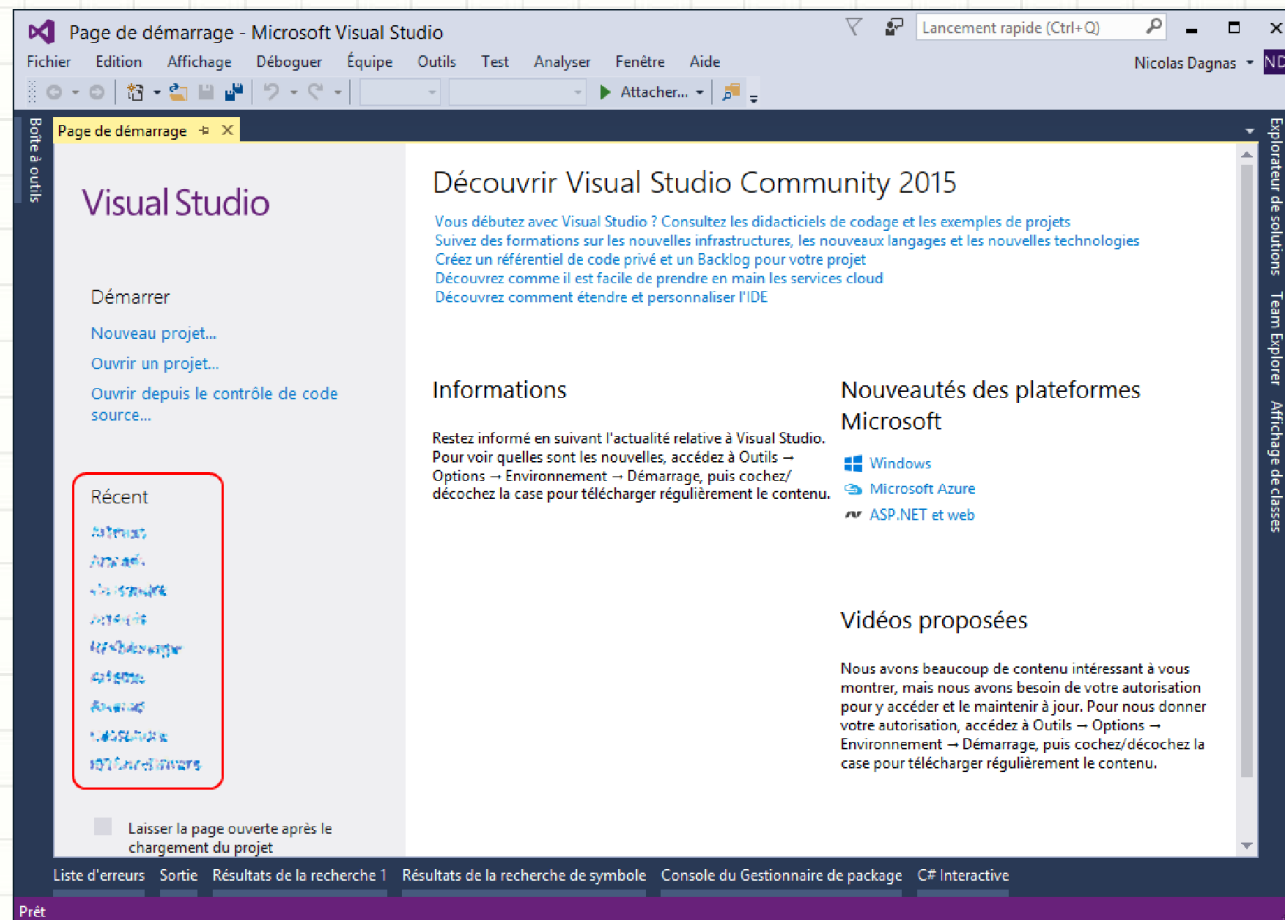 Page de démarrage - Microsoft Visual Studio
Lancement rapide (Ctrl+Q)
Fichier Edition Affichage Déboguer Équipe Outils Test Analyser Fenêtre Aide
Nicolas Dagnas
ND
Attacher...
Boîte à outils
Page de démarrage
Explorateur de solutions
Team Explorer
Affichage de classes
Visual Studio
Démarrer
Nouveau projet...
Ouvrir un projet...
Ouvrir depuis le contrôle de code
source...
Récent
Laisser la page ouverte après le
chargement du projet
Découvrir Visual Studio Community 2015
Vous débutez avec Visual Studio ? Consultez les didacticiels de codage et les exemples de projets
Suivez des formations sur les nouvelles infrastructures, les nouveaux langages et les nouvelles technologies
Créez un référentiel de code privé et un Backlog pour votre projet
Découvrez comme il est facile de prendre en main les services cloud
Découvrez comment étendre et personnaliser l'IDE
Informations
Restez informé en suivant l'actualité relative à Visual Studio.
Pour voir quelles sont les nouvelles, accédez à Outils →
Options → Environnement → Démarrage, puis cochez/
décochez la case pour télécharger régulièrement le contenu.
Nouveautés des plateformes
Microsoft
Windows
Microsoft Azure
ASP.NET et web
Vidéos proposées
Nous avons beaucoup de contenu intéressant à vous
montrer, mais nous avons besoin de votre autorisation
pour y accéder et le maintenir à jour. Pour nous donner
votre autorisation, accédez à Outils → Options →
Environnement → Démarrage, puis cochez/décochez la
case pour télécharger régulièrement le contenu.
Liste d'erreurs Sortie Résultats de la recherche 1 Résultats de la recherche de symbole Console du Gestionnaire de package C# Interactive
Prêt